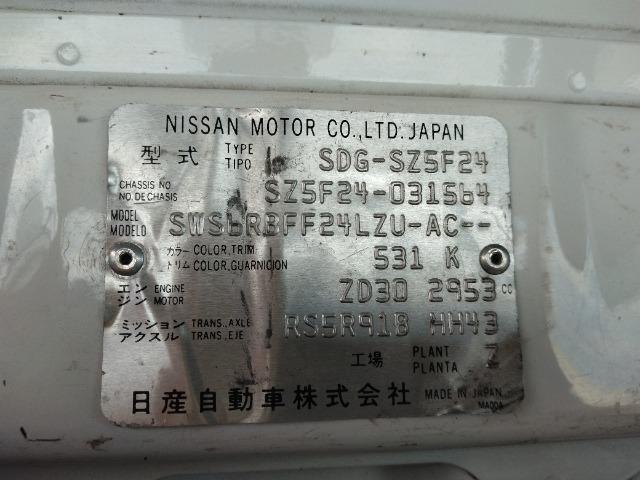 NISSAN MOTOR CO.,LTD. JAPAN
型式 TYPE TIPO SDG-SZ5F24
CHASSIS NO NO. DE CHASIS SZ5F24-031564
MODEL MODELO SWS6RBFF24LZU-AC--
カラー COLOR, TRIM トリム COLOR, GUARNICION 531 K
エンジン ENGINE MOTOR ZD30 2953 cc
ミッション アクスル TRANS., AXLE TRANS., EJE RS5R91B HH43
工場 PLANT PLANTA
日産自動車株式会社 MADE IN JAPAN